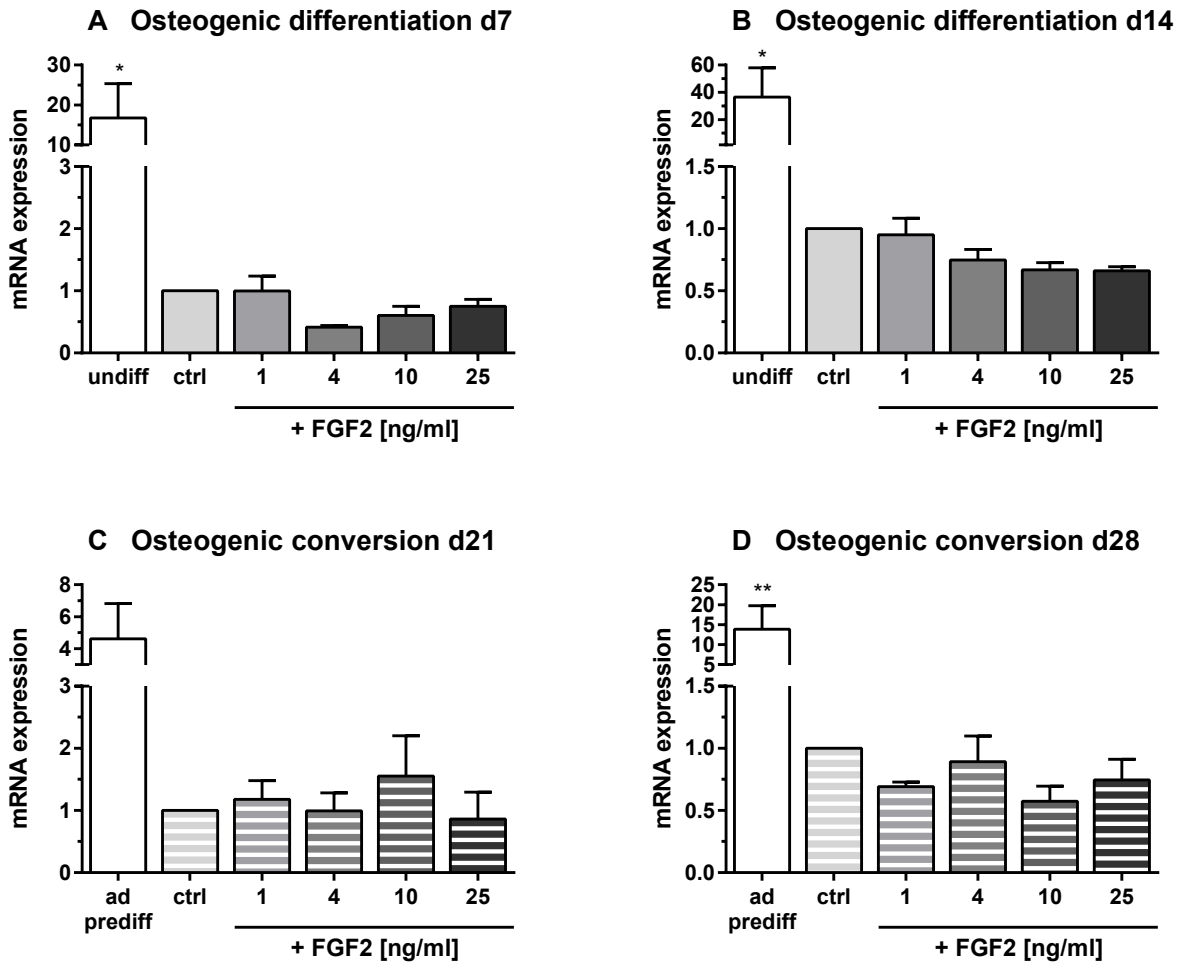 A Osteogenic differentiation d7
mRNA expression
30
20
10
3
2
1
0
*
undiff ctrl 1 4 10 25
+ FGF2 [ng/ml]
B Osteogenic differentiation d14
mRNA expression
60
40
20
1.5
1.0
0.5
0.0
*
undiff ctrl 1 4 10 25
+ FGF2 [ng/ml]
C Osteogenic conversion d21
mRNA expression
8
6
4
3
2
1
0
ad ctrl 1 4 10 25
prediff
+ FGF2 [ng/ml]
D Osteogenic conversion d28
mRNA expression
25
20
15
10
5
1.5
1.0
0.5
0.0
**
ad ctrl 1 4 10 25
prediff
+ FGF2 [ng/ml]